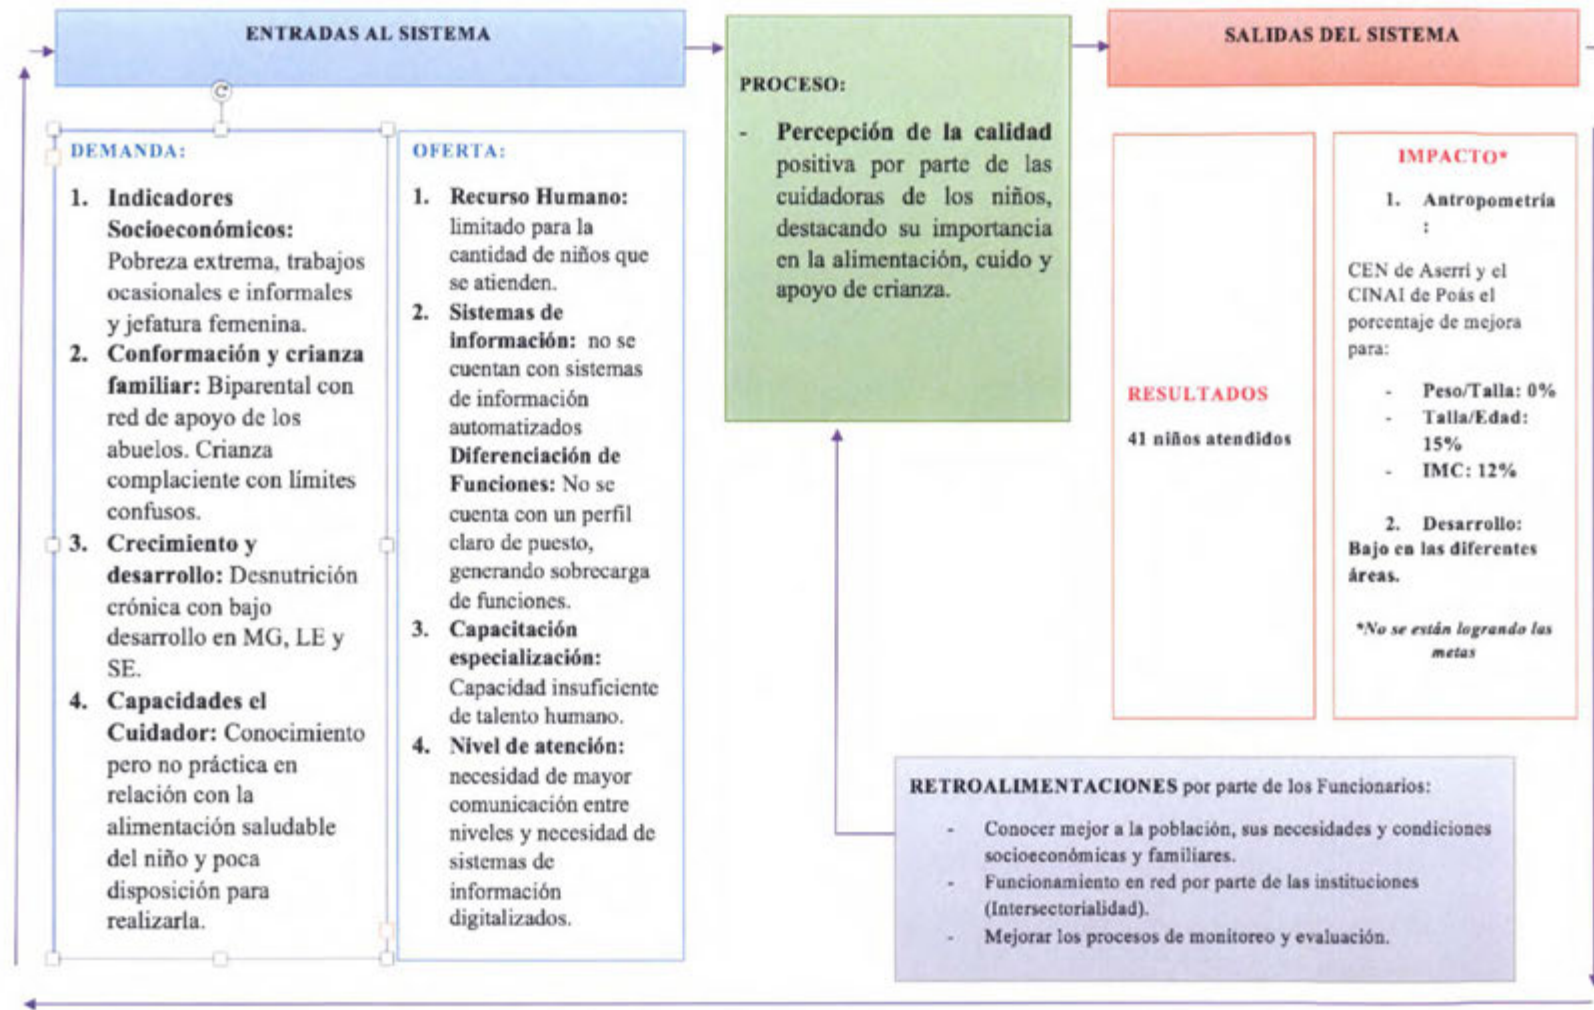 ENTRADAS AL SISTEMA
DEMANDA:
1. Indicadores
Socioeconómicos:
Pobreza extrema, trabajos
ocasionales e informales
y jefatura femenina.
2. Conformación y crianza
familiar: Biparental con
red de apoyo de los
abuelos. Crianza
complaciente con límites
confusos.
3. Crecimiento y
desarrollo: Desnutrición
crónica con bajo
desarrollo en MG, LE y
SE.
4. Capacidades el
Cuidador: Conocimiento
pero no práctica en
relación con la
alimentación saludable
del niño y poca
disposición para
realizarla.
OFERTA:
1. Recurso Humano:
limitado para la
cantidad de niños que
se atienden.
2. Sistemas de
información: no se
cuentan con sistemas
de información
automatizados
Diferenciación de
Funciones: No se
cuenta con un perfil
claro de puesto,
generando sobrecarga
de funciones.
3. Capacitación
especialización:
Capacidad insuficiente
de talento humano.
4. Nivel de atención:
necesidad de mayor
comunicación entre
niveles y necesidad de
sistemas de
información
digitalizados.
PROCESO:
- Percepción de la calidad
positiva por parte de las
cuidadoras de los niños,
destacando su importancia
en la alimentación, cuido y
apoyo de crianza.
SALIDAS DEL SISTEMA
RESULTADOS
41 niños atendidos
IMPACTO*
1. Antropometría
:
CEN de Aserrí y el
CINAI de Poás el
porcentaje de mejora
para:
- Peso/Talla: 0%
- Talla/Edad:
15%
- IMC: 12%
2. Desarrollo:
Bajo en las diferentes
áreas.
*No se están logrando las
metas
RETROALIMENTACIONES por parte de los Funcionarios:
- Conocer mejor a la población, sus necesidades y condiciones
socioeconómicas y familiares.
- Funcionamiento en red por parte de las instituciones
(Intersectorialidad).
- Mejorar los procesos de monitoreo y evaluación.